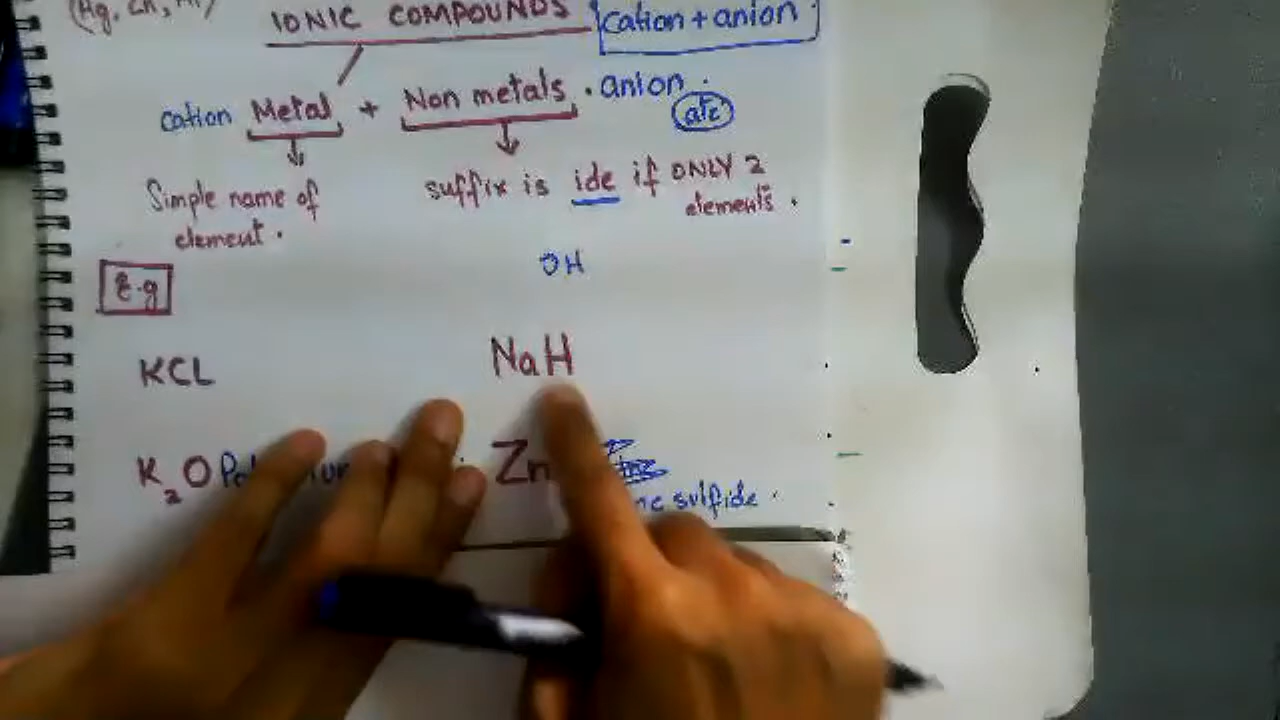 IONIC COMPOUNDS cation + anion
cation Metal + Non metals . anion .
ate
Simple name of element .
suffix is ide if ONLY 2 elements .
OH
E.g
KCL
NaH
K2O
Zn
sulfide .